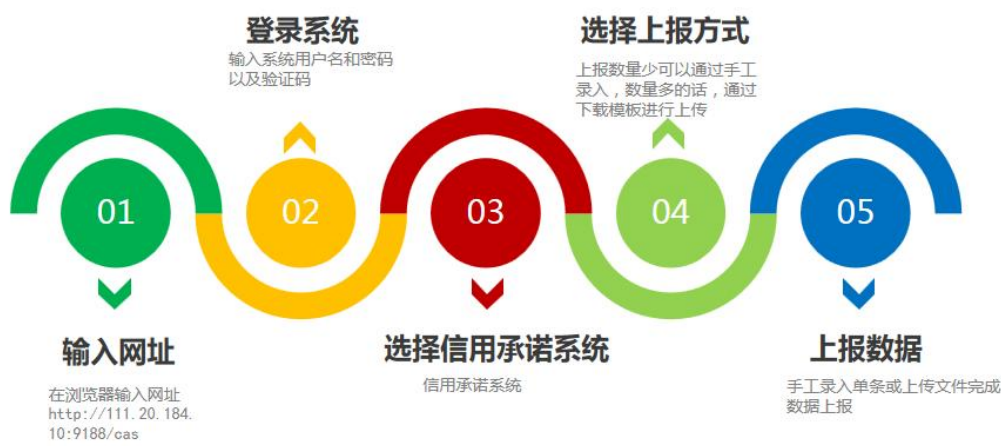 登录系统
输入系统用户名和密码
以及验证码
选择上报方式
上报数量少可以通过手工
录入，数量多的话，通过
下载模板进行上传
01
02
03
04
05
输入网址
在浏览器输入网址
http://111.20.184.
10:9188/cas
选择信用承诺系统
信用承诺系统
上报数据
手工录入单条或上传文件完成
数据上报